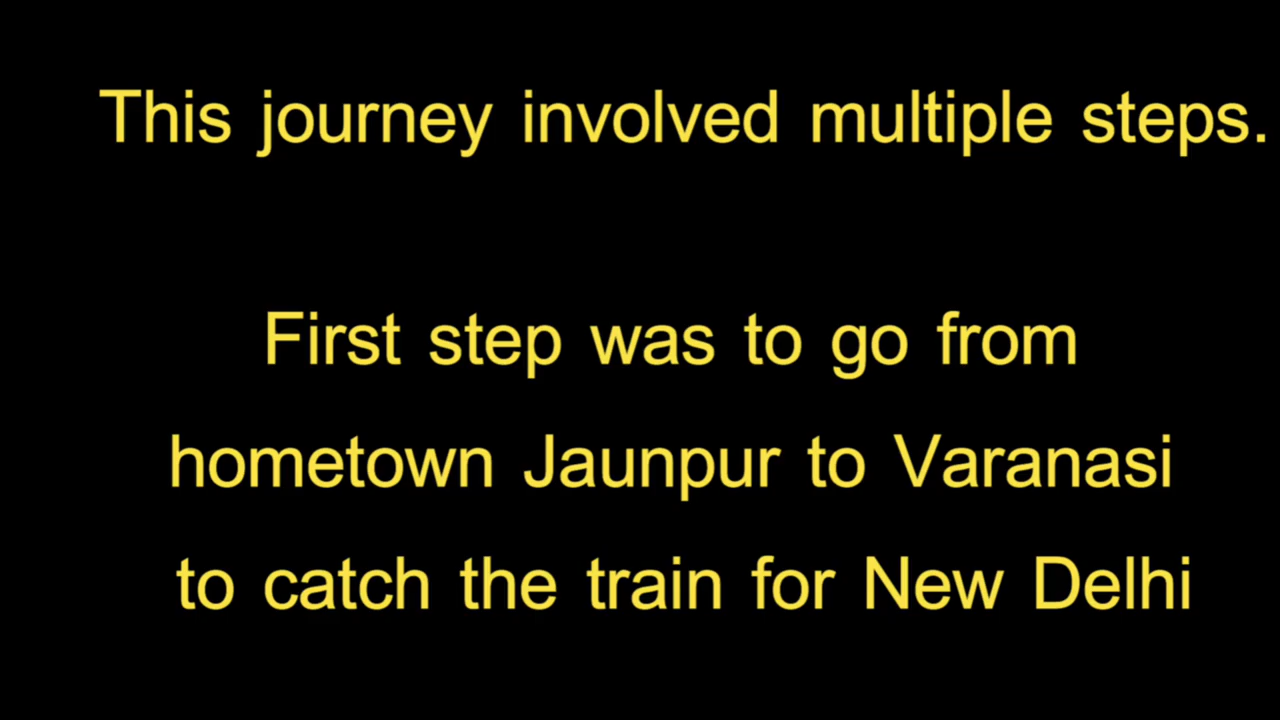 This journey involved multiple steps.
First step was to go from
hometown Jaunpur to Varanasi
to catch the train for New Delhi